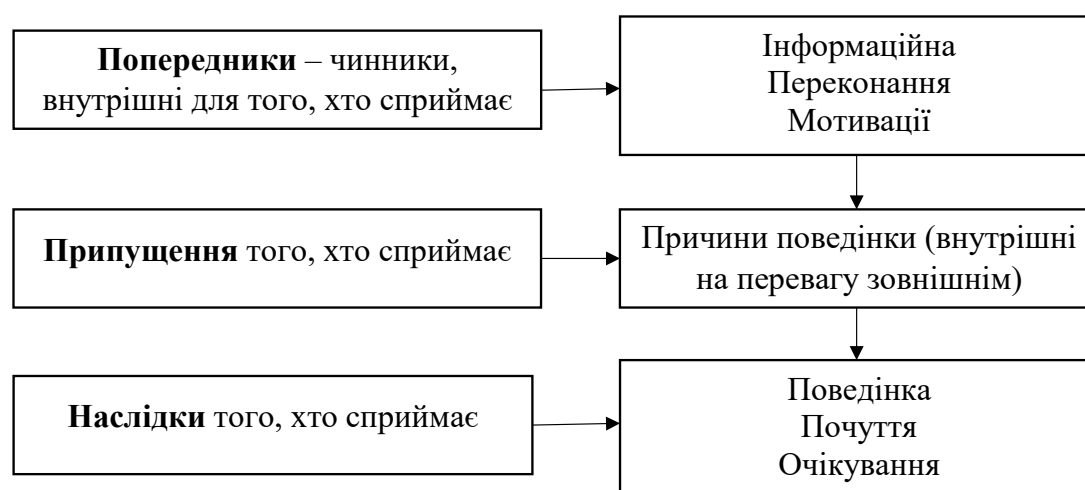 Попередники – чинники,
внутрішні для того, хто сприймає
Інформаційна
Переконання
Мотивації
Припущення того, хто сприймає
Причини поведінки (внутрішні
на перевагу зовнішнім)
Наслідки того, хто сприймає
Поведінка
Почуття
Очікування